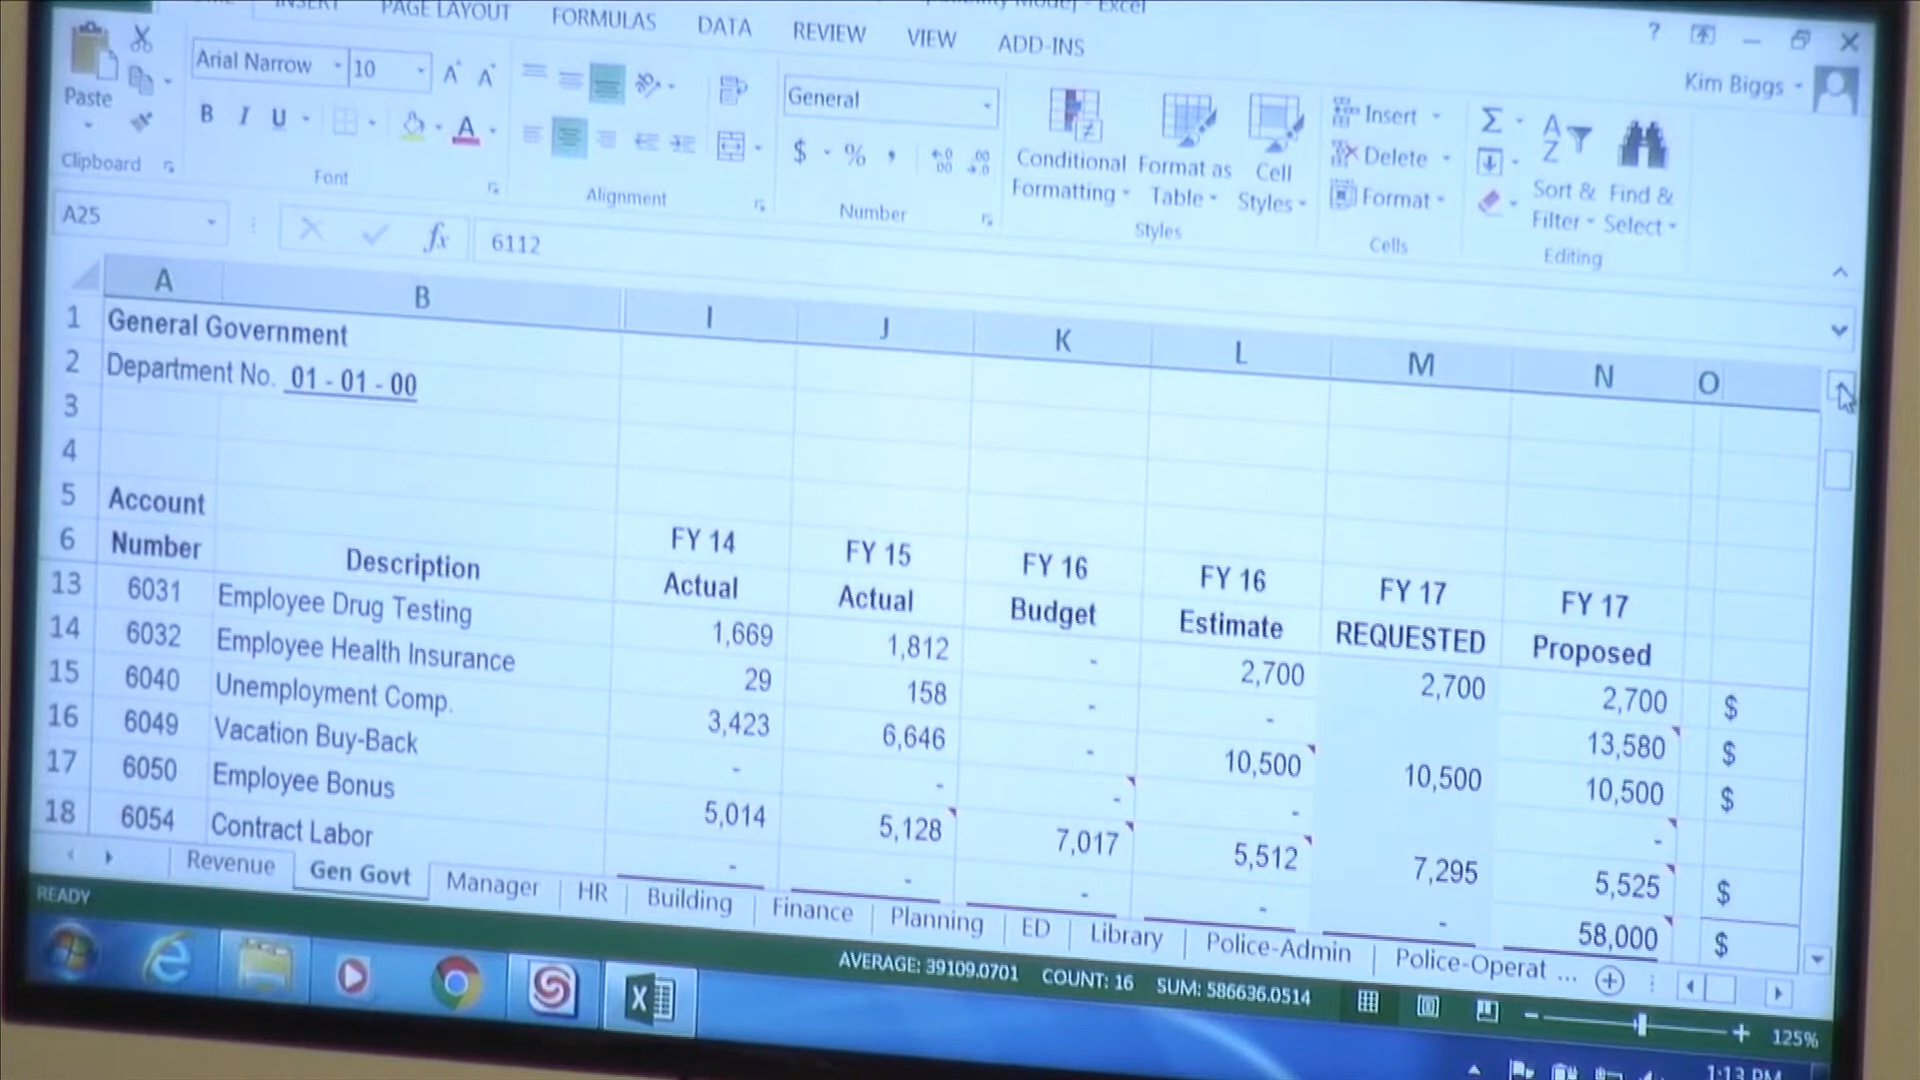 Excel
INSERT PAGE LAYOUT FORMULAS DATA REVIEW VIEW ADD-INS
Kim Biggs
Paste
Clipboard
Arial Narrow 10
B I U
Font
Alignment
General
$ %
Number
Conditional Formatting
Format as Table
Cell Styles
Styles
Insert
Delete
Format
Cells
Sort & Filter
Find & Select
Editing
A25 fx 6112
A B I J K L M N O
1 General Government
2 Department No. 01 - 01 - 00
3
4
5 Account
6 Number Description FY 14 Actual FY 15 Actual FY 16 Budget FY 16 Estimate FY 17 REQUESTED FY 17 Proposed
13 6031 Employee Drug Testing 1,669 1,812 - 2,700 2,700 2,700 $
14 6032 Employee Health Insurance 29 158 - - 13,580 $
15 6040 Unemployment Comp. 3,423 6,646 - 10,500 10,500 10,500 $
16 6049 Vacation Buy-Back - - - - -
17 6050 Employee Bonus 5,014 5,128 7,017 5,512 7,295 5,525 $
18 6054 Contract Labor - - - - - 58,000 $
Revenue Gen Govt Manager HR Building Finance Planning ED Library Police-Admin Police-Operat ...
READY AVERAGE: 39109.0701 COUNT: 16 SUM: 586636.0514 125%
1:13 PM